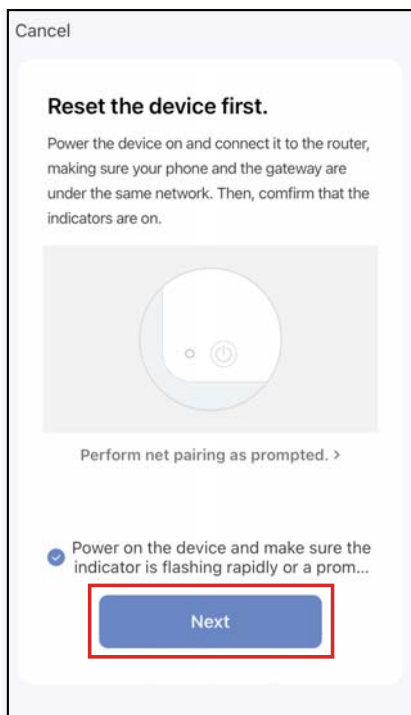 Cancel
Reset the device first.
Power the device on and connect it to the router,
making sure your phone and the gateway are
under the same network. Then, comfirm that the
indicators are on.
Perform net pairing as prompted. >
Power on the device and make sure the
indicator is flashing rapidly or a prom...
Next